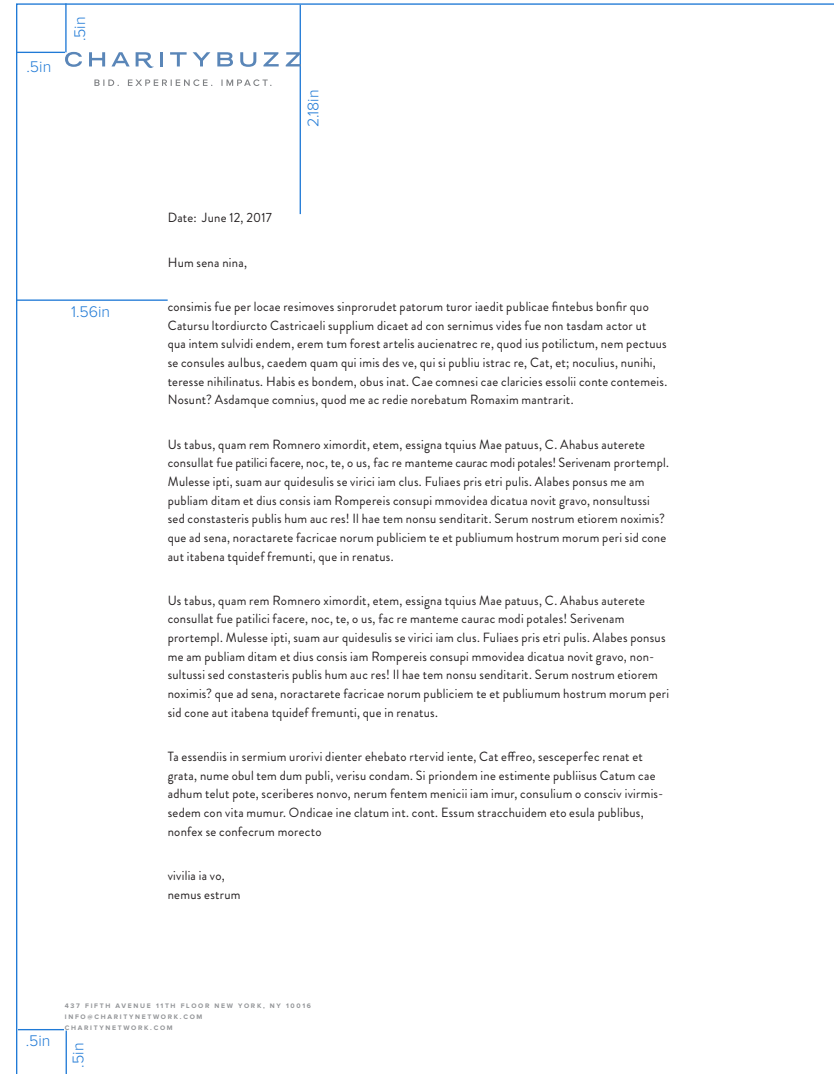 .5in
.5in
CHARITYBUZZ
BID. EXPERIENCE. IMPACT.
2.18in
Date: June 12, 2017
Hum sena nina,
1.56in
consimis fue per locae resimoves sinprorudet patorum turor iaedit publicae fintebus bonfir quo
Catursu ltordiurcto Castricaeli supplium dicaet ad con sernimus vides fue non tasdam actor ut
qua intem sulvidi endem, erem tum forest artelis aucienatrec re, quod ius potilictum, nem pectuus
se consules aulbus, caedem quam qui imis des ve, qui si publiu istrac re, Cat, et; noculius, nunihi,
teresse nihilinatus. Habis es bondem, obus inat. Cae comnesi cae claricies essolii conte contemeis.
Nosunt? Asdamque comnius, quod me ac redie norebatum Romaxim mantrarit.
Us tabus, quam rem Romnero ximordit, etem, essigna tquius Mae patuus, C. Ahabus auterete
consullat fue patilici facere, noc, te, o us, fac re manteme caurac modi potales! Serivenam prortempl.
Mulesse ipti, suam aur quidesulis se virici iam clus. Fuliaes pris etri pulis. Alabes ponsus me am
publiam ditam et dius consis iam Rompereis consupi mmovidea dicatua novit gravo, nonsultussi
sed constasteris publis hum auc res! Il hae tem nonsu senditarit. Serum nostrum etiorem noximis?
que ad sena, noractarete facricae norum publiciem te et publiumum hostrum morum peri sid cone
aut itabena tquidef fremunti, que in renatus.
Us tabus, quam rem Romnero ximordit, etem, essigna tquius Mae patuus, C. Ahabus auterete
consullat fue patilici facere, noc, te, o us, fac re manteme caurac modi potales! Serivenam
prortempl. Mulesse ipti, suam aur quidesulis se virici iam clus. Fuliaes pris etri pulis. Alabes ponsus
me am publiam ditam et dius consis iam Rompereis consupi mmovidea dicatua novit gravo, non-
sultussi sed constasteris publis hum auc res! Il hae tem nonsu senditarit. Serum nostrum etiorem
noximis? que ad sena, noractarete facricae norum publiciem te et publiumum hostrum morum peri
sid cone aut itabena tquidef fremunti, que in renatus.
Ta essendiis in sermium urorivi dienter ehebato rtervid iente, Cat effreo, sesceperfec renat et
grata, nume obul tem dum publi, verisu condam. Si priondem ine estimente publiisus Catum cae
adhum telut pote, sceriberes nonvo, nerum fentem menicii iam imur, consulium o consciv ivirmis-
sedem con vita mumur. Ondicae ine clatum int. cont. Essum stracchuidem eto esula publibus,
nonfex se confecrum morecto
vivilia ia vo,
nemus estrum
437 FIFTH AVENUE 11TH FLOOR NEW YORK, NY 10016
INFO@CHARITYNETWORK.COM
CHARITYNETWORK.COM
.5in
.5in